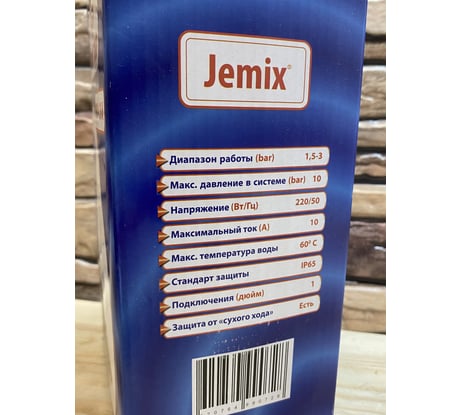 Jemix®
Диапазон работы (bar) 1,5-3
Макс. давление в системе (bar) 10
Напряжение (Вт/Гц) 220/50
Максимальный ток (А) 10
Макс. температура воды 60⁰ C
Стандарт защиты IP65
Подключения (дюйм) 1
Защита от «сухого хода» Есть